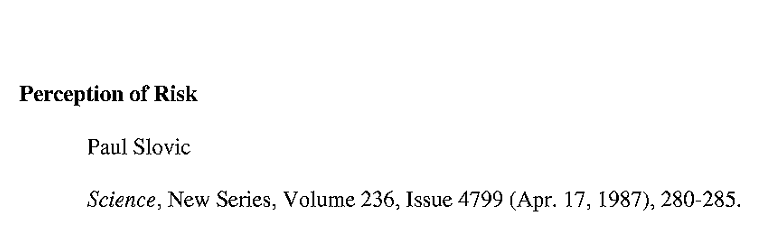 Perception of Risk
Paul Slovic
Science, New Series, Volume 236, Issue 4799 (Apr. 17, 1987), 280-285.